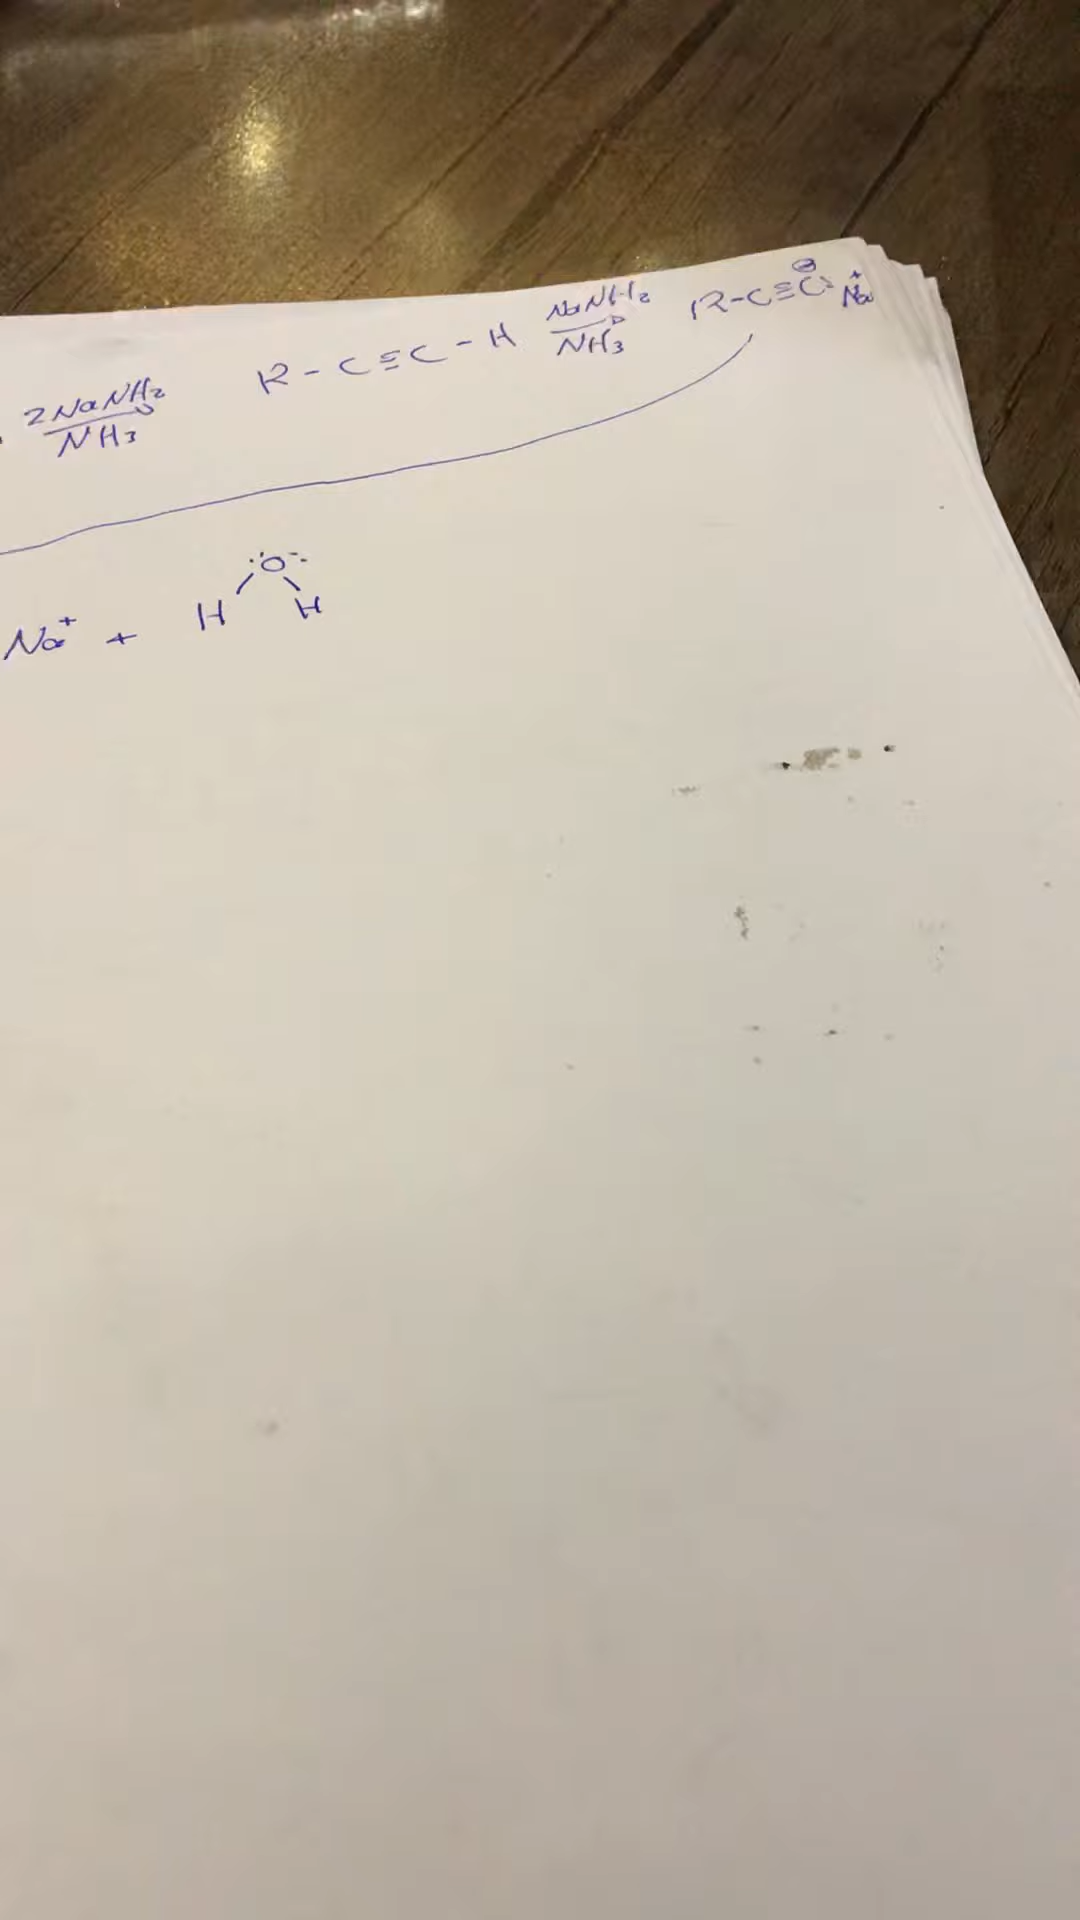 2NaNH₂ / NH₃ R-C≡C-H NaNH₂ / NH₃ R-C≡C:⊖ Na⁺
Na⁺ + H O H